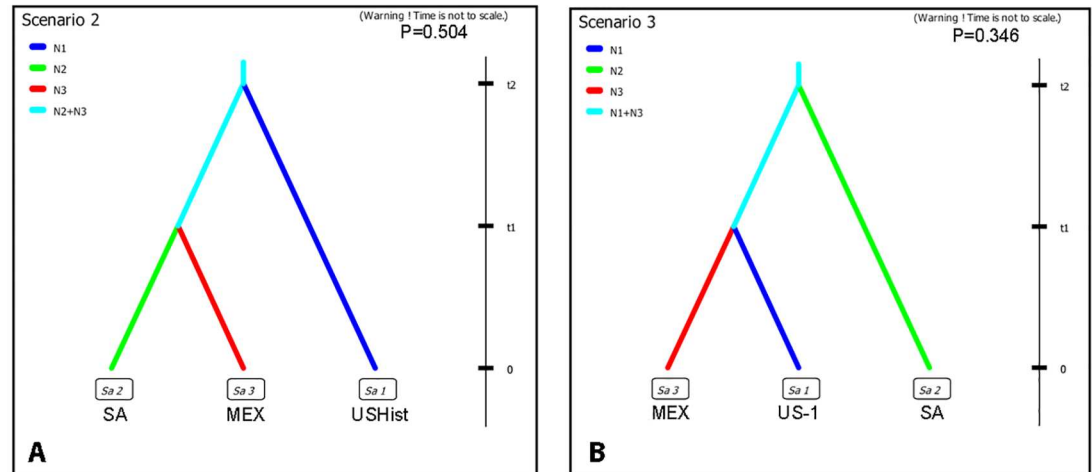 Scenario 2
(Warning ! Time is not to scale.)
P=0.504
N1
N2
N3
N2+N3
t2
t1
0
Sa 2
Sa 3
Sa 1
SA
MEX
USHist
A
Scenario 3
(Warning ! Time is not to scale.)
P=0.346
N1
N2
N3
N1+N3
t2
t1
0
Sa 3
Sa 1
Sa 2
MEX
US-1
SA
B